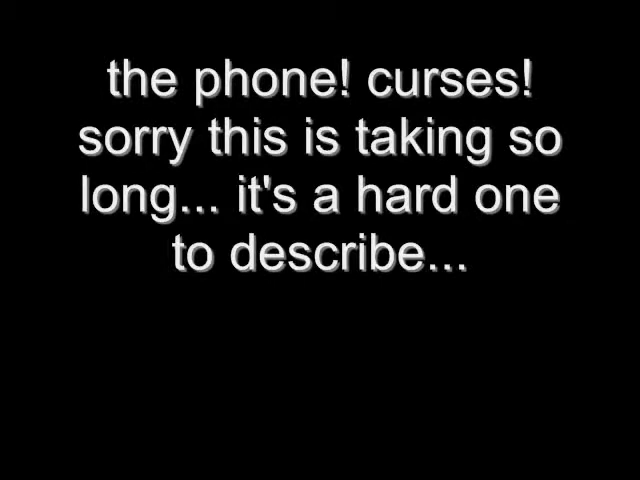 the phone! curses!
sorry this is taking so
long... it's a hard one
to describe...